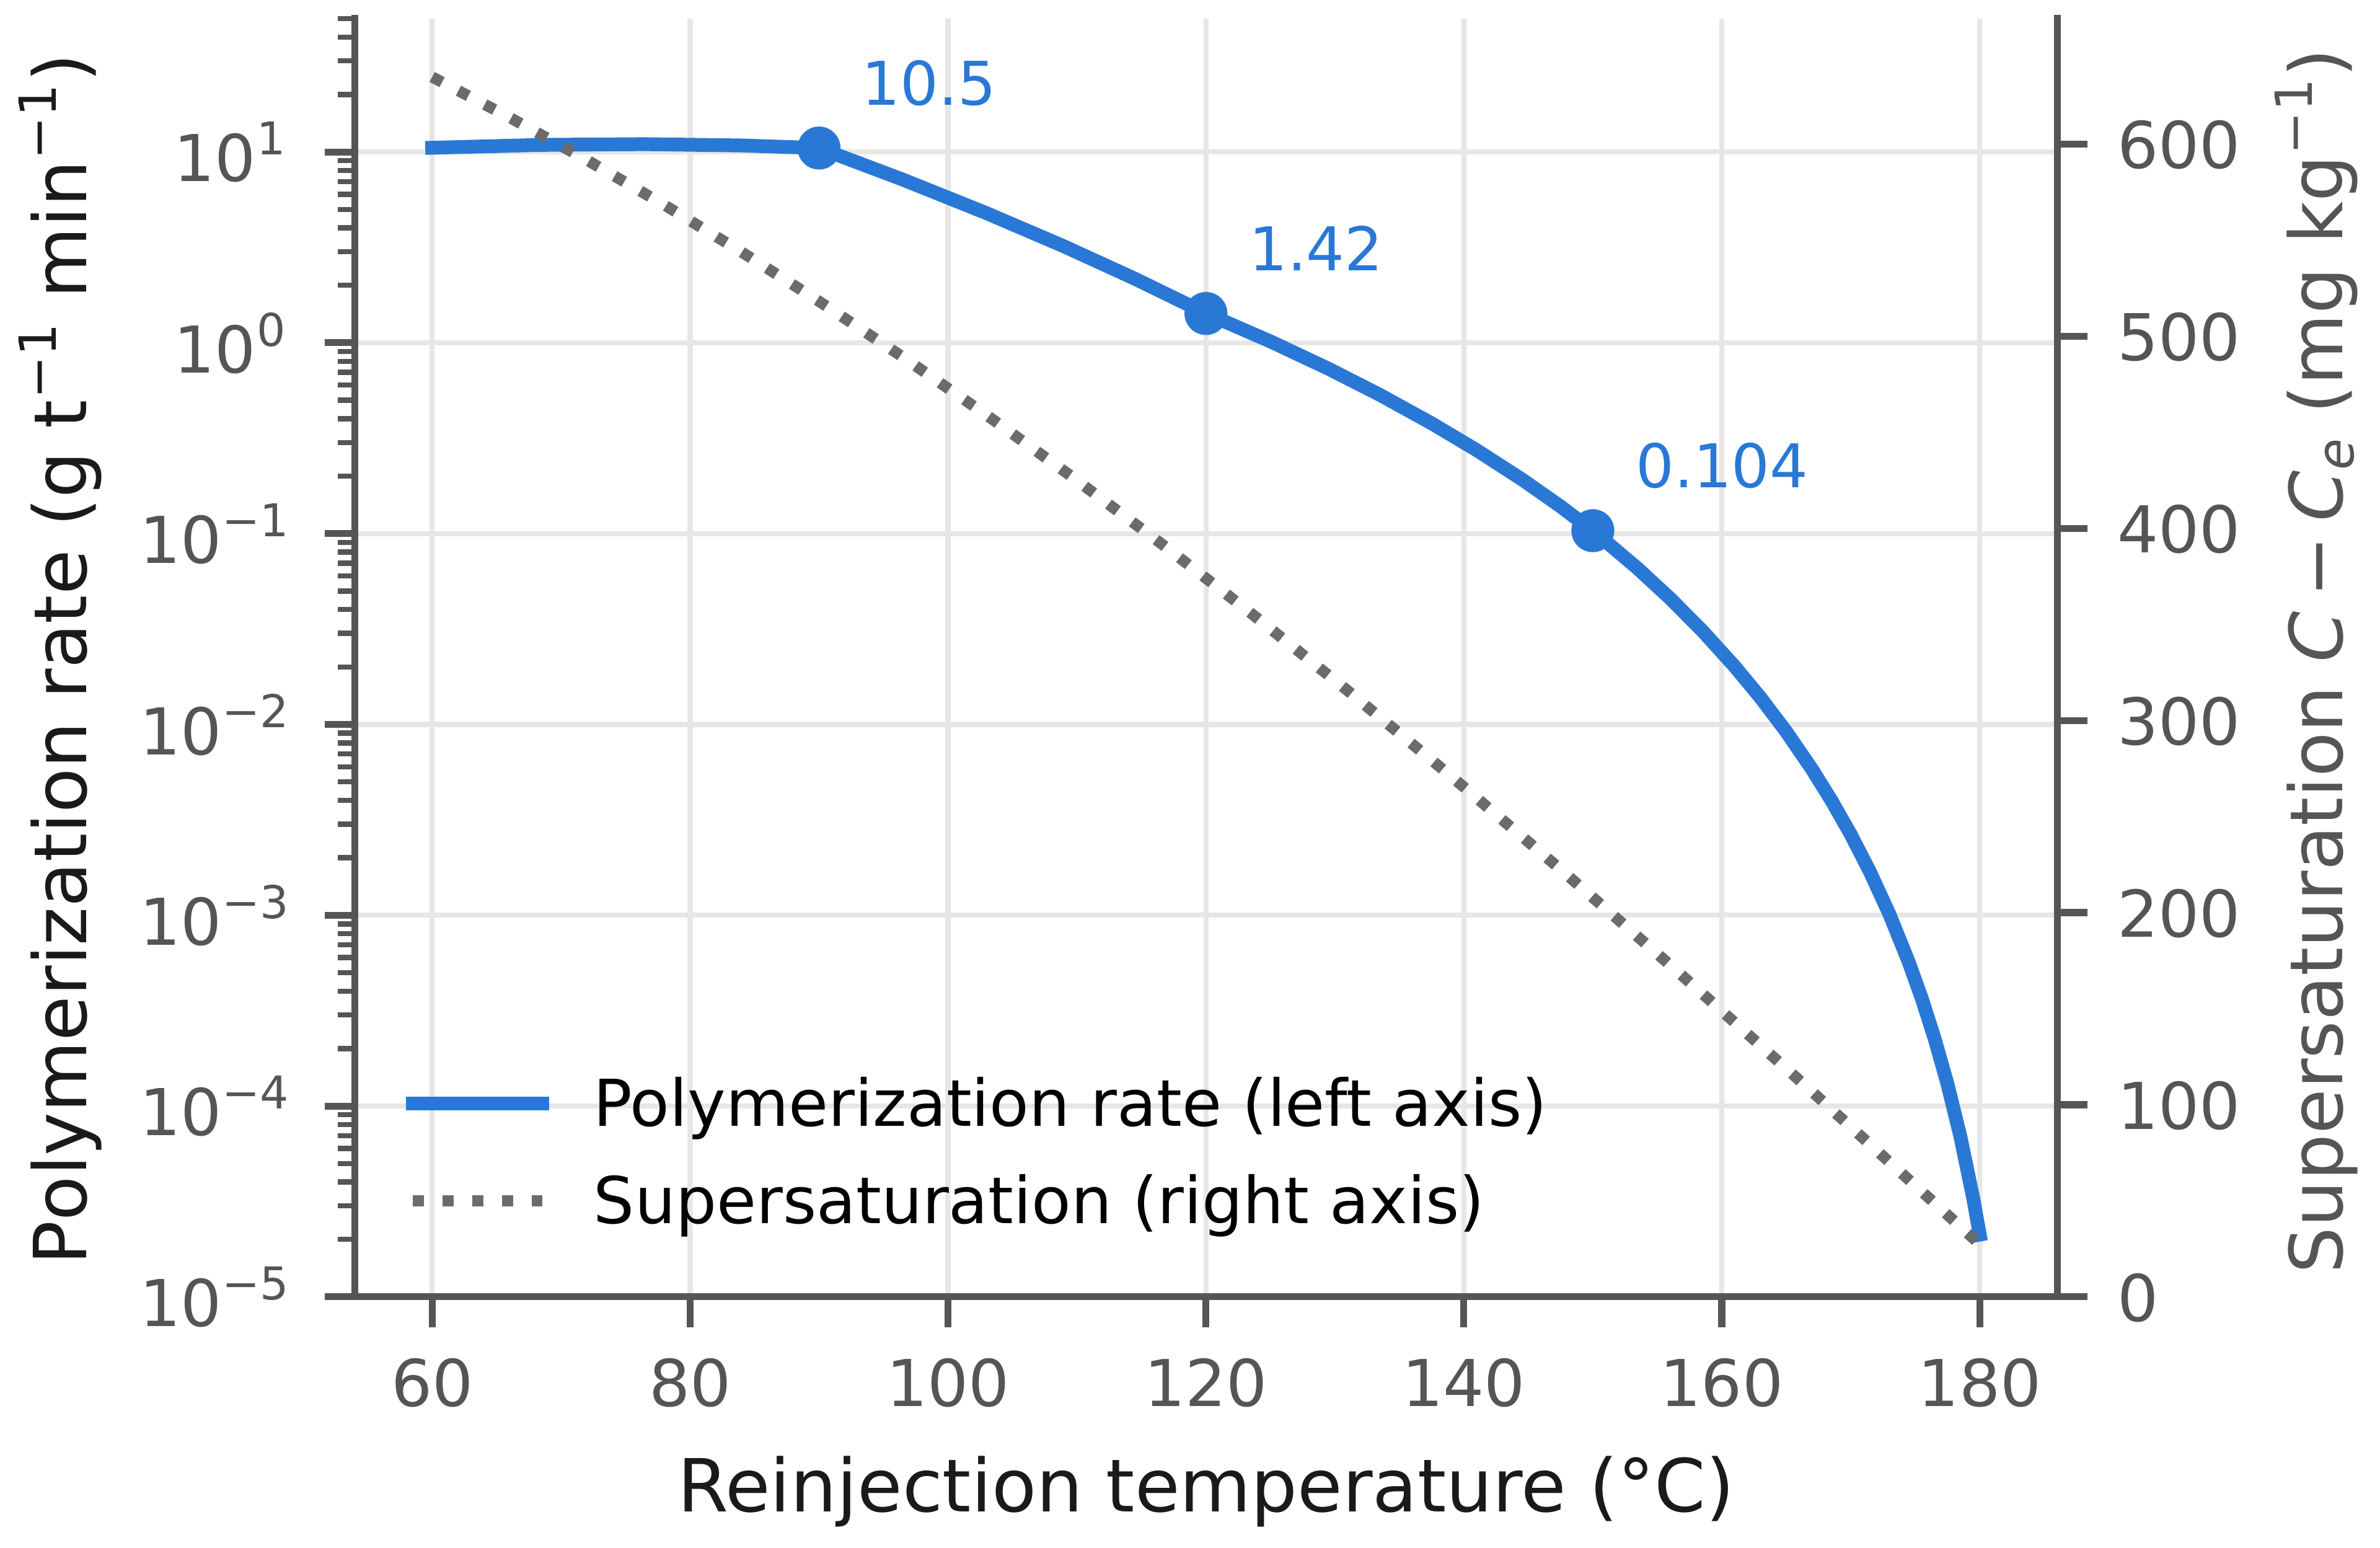 Polymerization rate (g t⁻¹ min⁻¹)
10¹
10⁰
10⁻¹
10⁻²
10⁻³
10⁻⁴
10⁻⁵
10.5
1.42
0.104
Polymerization rate (left axis)
Supersaturation (right axis)
600
500
400
300
200
100
0
Supersaturation C − Cₑ (mg kg⁻¹)
60 80 100 120 140 160 180
Reinjection temperature (°C)